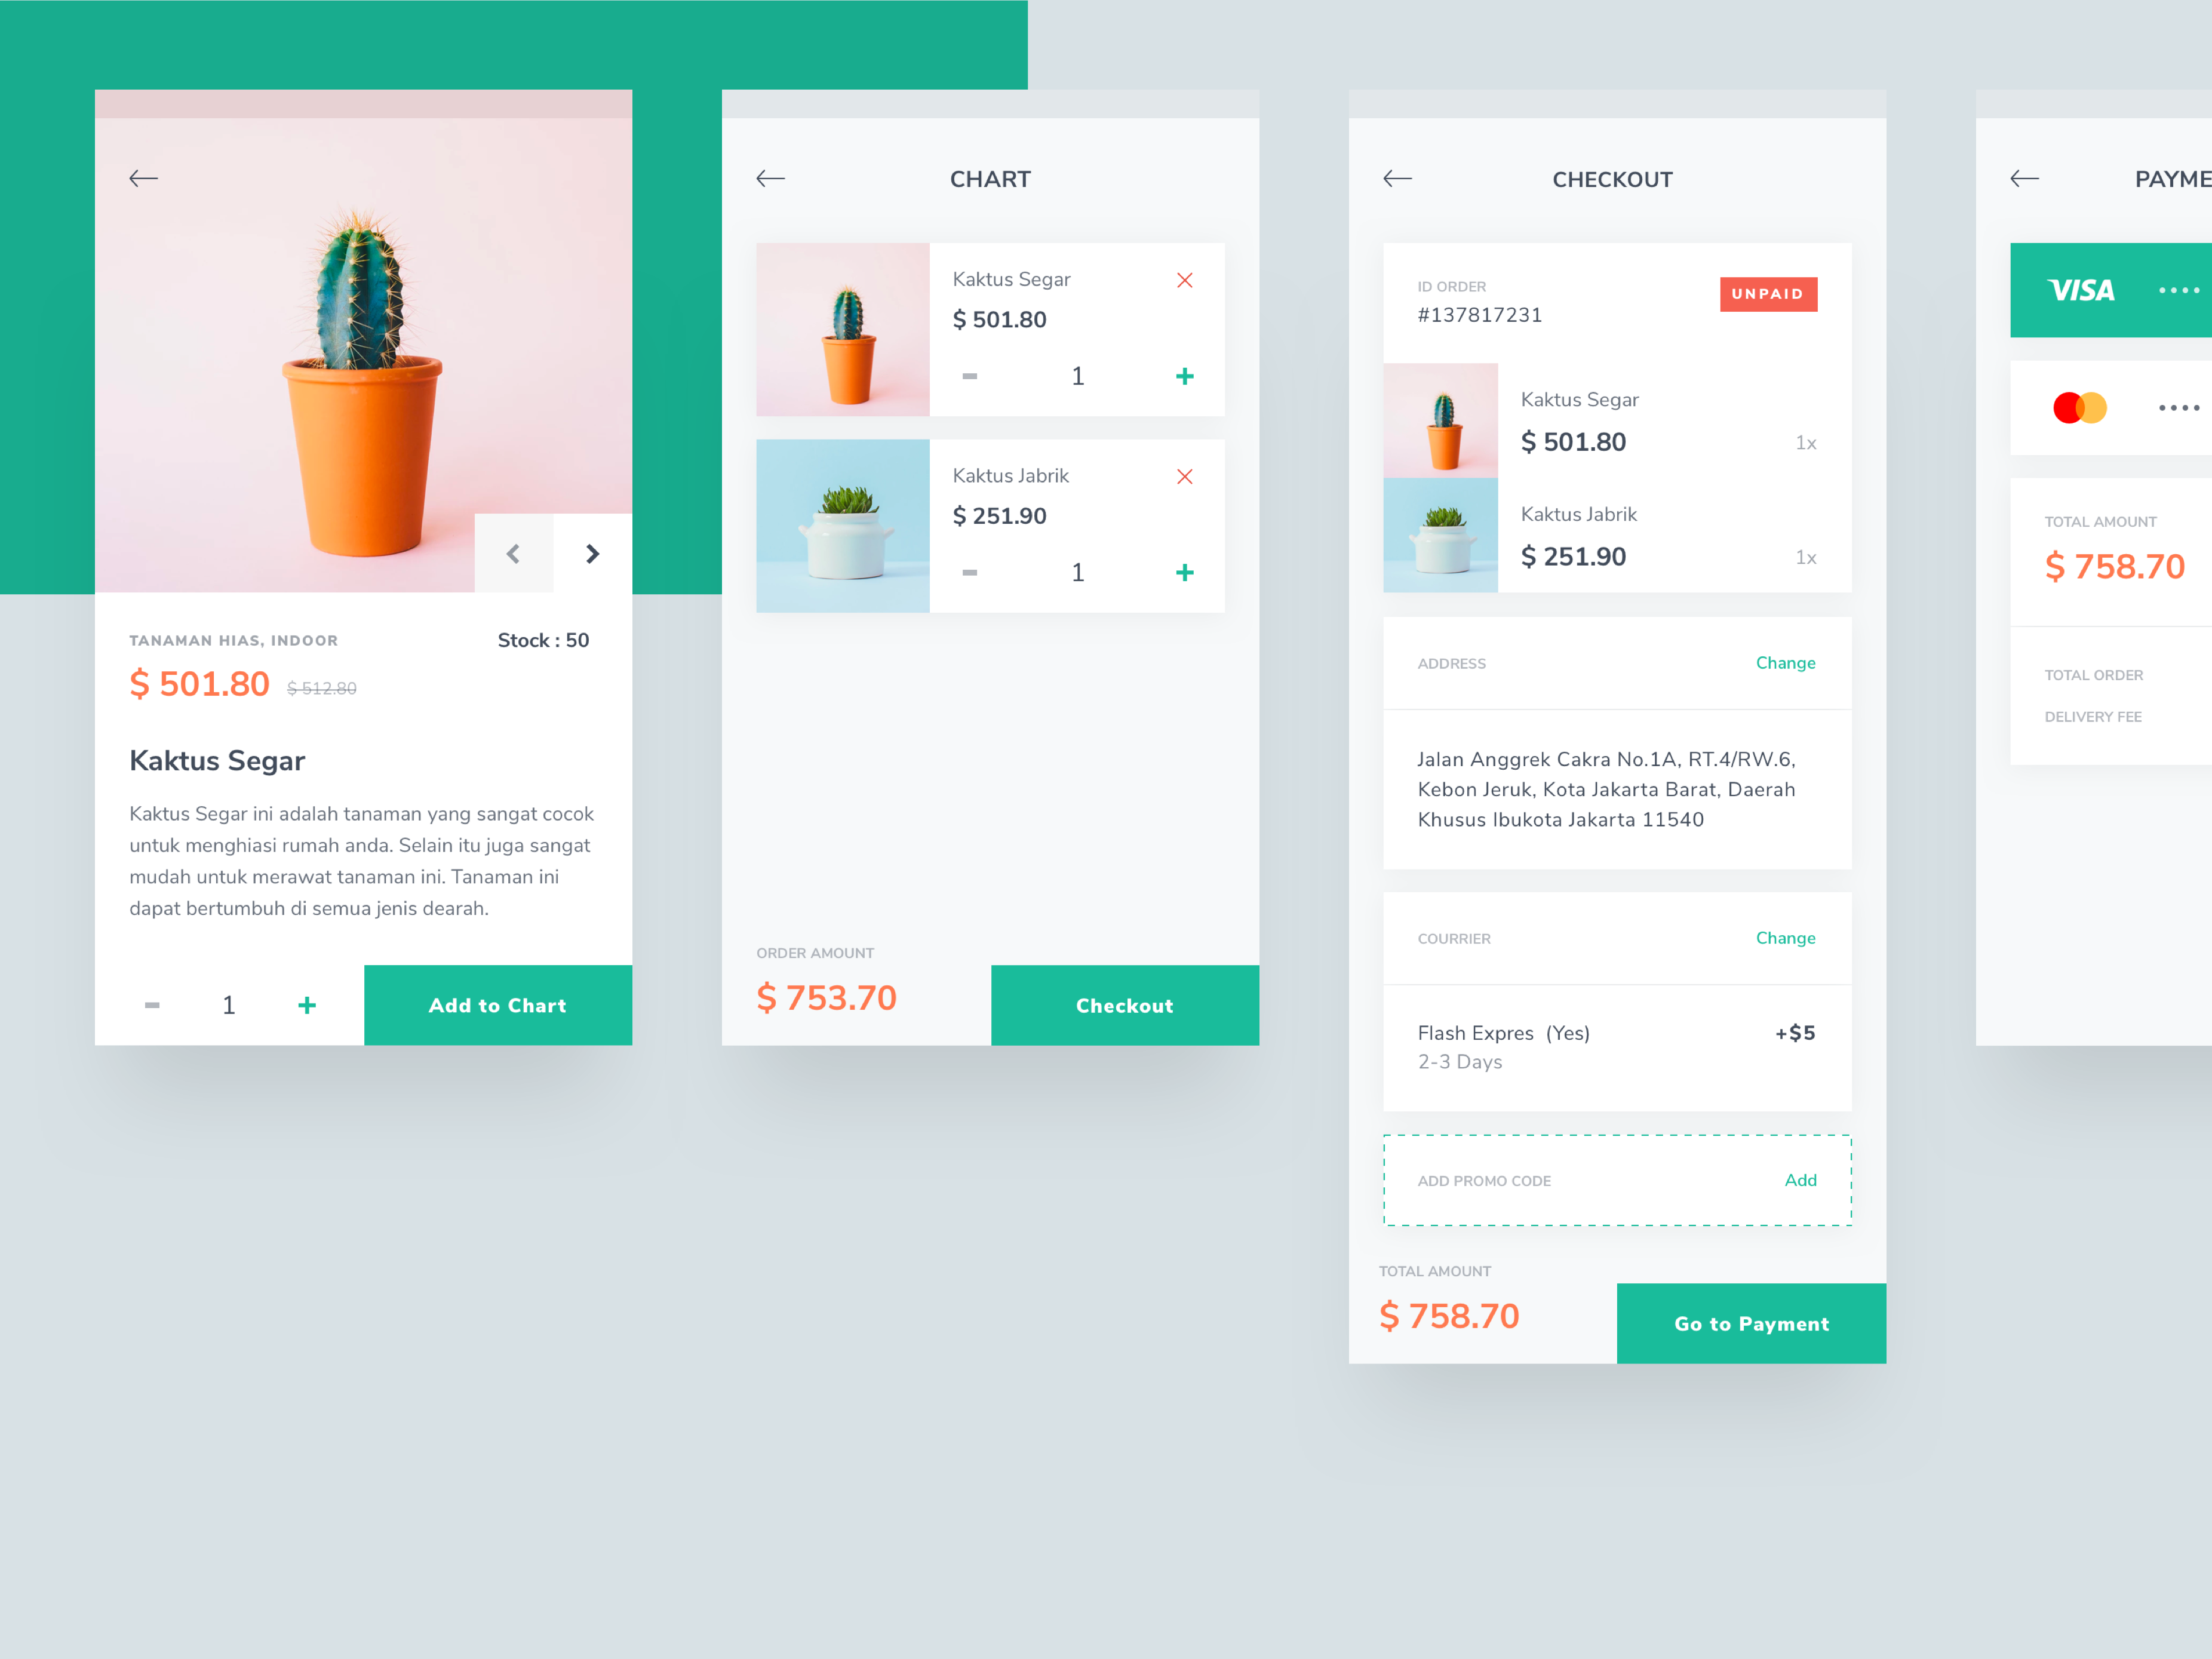 TANAMAN HIAS, INDOOR
Stock : 50
$ 501.80 $ 512.80
Kaktus Segar
Kaktus Segar ini adalah tanaman yang sangat cocok
untuk menghiasi rumah anda. Selain itu juga sangat
mudah untuk merawat tanaman ini. Tanaman ini
dapat bertumbuh di semua jenis dearah.
- 1 +
Add to Chart
CHART
Kaktus Segar
$ 501.80
- 1 +
Kaktus Jabrik
$ 251.90
- 1 +
ORDER AMOUNT
$ 753.70
Checkout
CHECKOUT
ID ORDER
#137817231
UNPAID
Kaktus Segar
$ 501.80
1x
Kaktus Jabrik
$ 251.90
1x
ADDRESS
Change
Jalan Anggrek Cakra No.1A, RT.4/RW.6,
Kebon Jeruk, Kota Jakarta Barat, Daerah
Khusus Ibukota Jakarta 11540
COURRIER
Change
Flash Expres (Yes)
+$5
2-3 Days
ADD PROMO CODE
Add
TOTAL AMOUNT
$ 758.70
Go to Payment
PAYME
VISA ••••
••••
TOTAL AMOUNT
$ 758.70
TOTAL ORDER
DELIVERY FEE